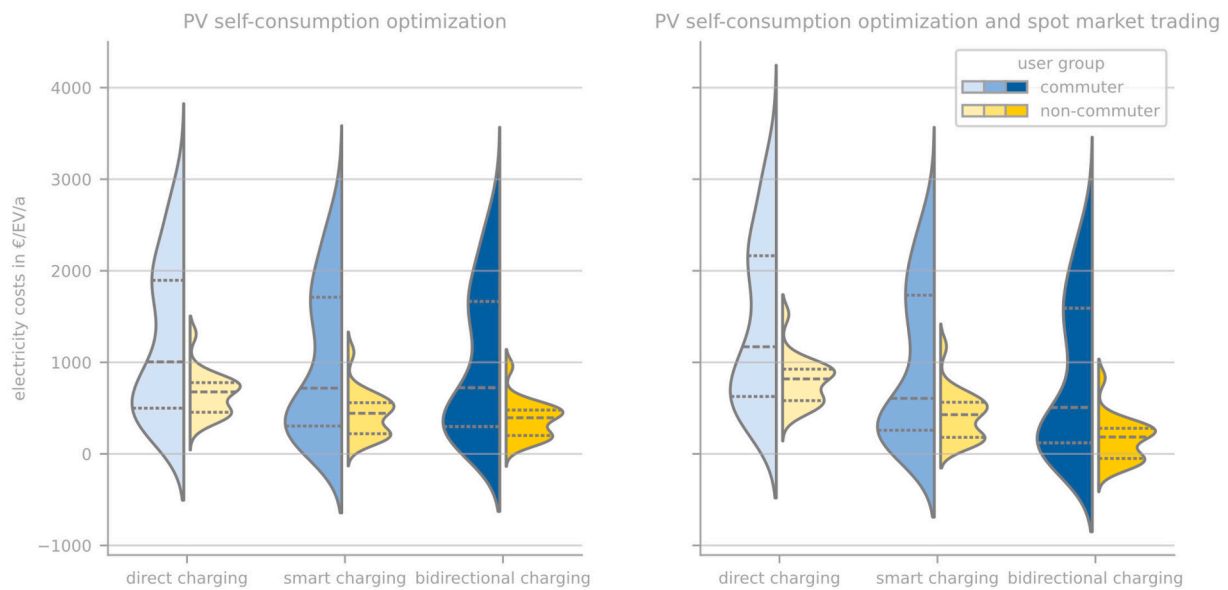 PV self-consumption optimization
PV self-consumption optimization and spot market trading
electricity costs in €/EV/a
4000
3000
2000
1000
0
−1000
user group
commuter
non-commuter
direct charging
smart charging
bidirectional charging
direct charging
smart charging
bidirectional charging